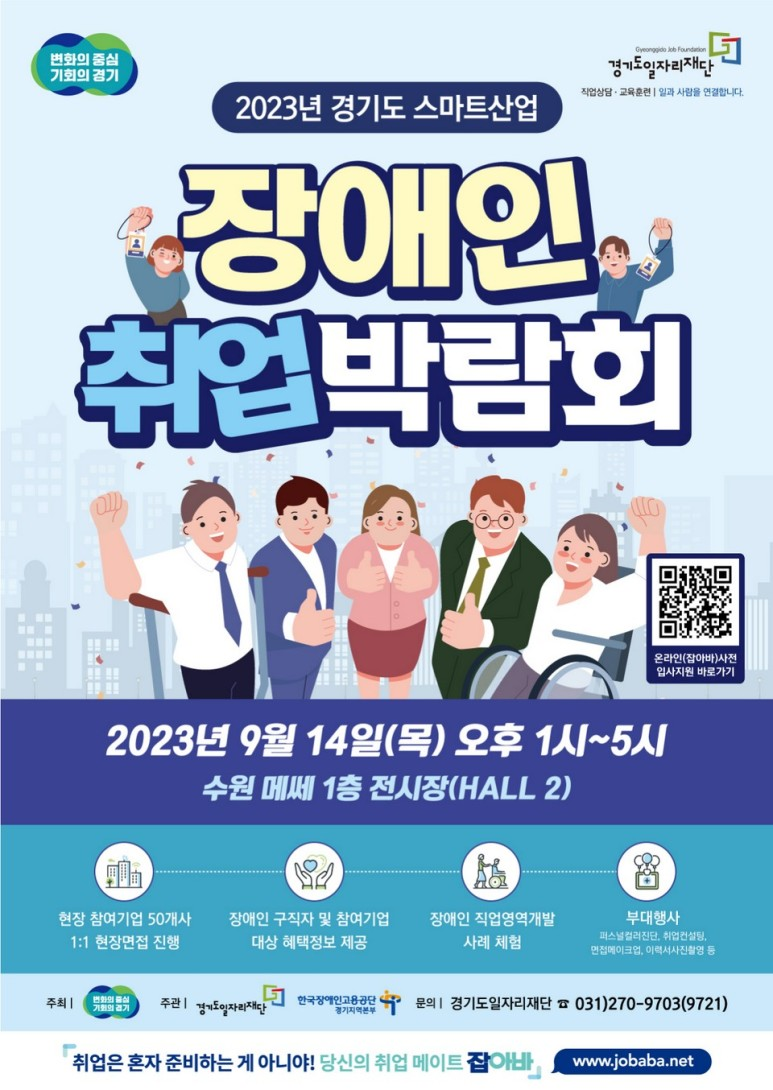 변화의 중심
기회의 경기
Gyeonggido Job Foundation
경기도일자리재단
직업상담 · 교육훈련 | 일과 사람을 연결합니다.
2023년 경기도 스마트산업
장애인
취업박람회
온라인(잡아바)사전
입사지원 바로가기
2023년 9월 14일(목) 오후 1시~5시
수원 메쎄 1층 전시장(HALL 2)
현장 참여기업 50개사
1:1 현장면접 진행
장애인 구직자 및 참여기업
대상 혜택정보 제공
장애인 직업영역개발
사례 체험
부대행사
퍼스널컬러진단, 취업컨설팅,
면접메이크업, 이력서사진촬영 등
주최 | 변화의 중심 기회의 경기 주관 | 경기도일자리재단 한국장애인고용공단 경기지역본부 문의 | 경기도일자리재단 ☎ 031)270-9703(9721)
「취업은 혼자 준비하는 게 아니야! 당신의 취업 메이트 잡아바」 www.jobaba.net